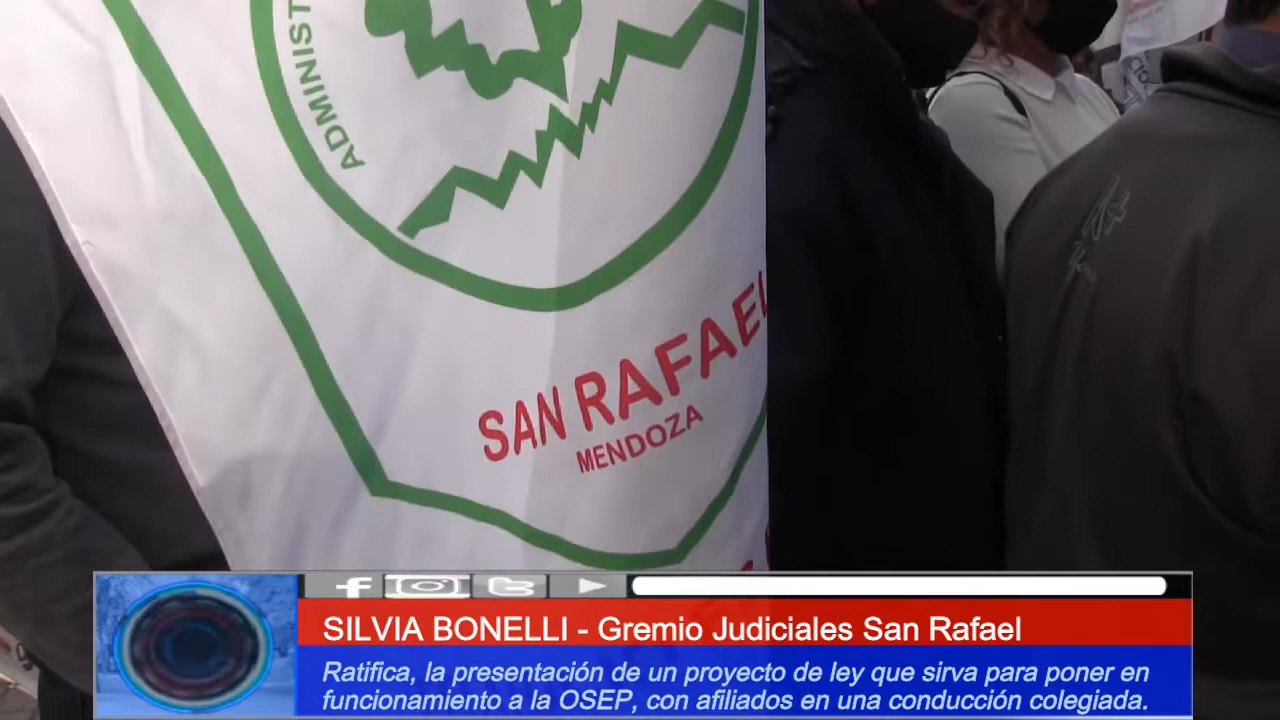 ADMINIST
SAN RAFAEL
MENDOZA
SILVIA BONELLI - Gremio Judiciales San Rafael
Ratifica, la presentación de un proyecto de ley que sirva para poner en
funcionamiento a la OSEP, con afiliados en una conducción colegiada.